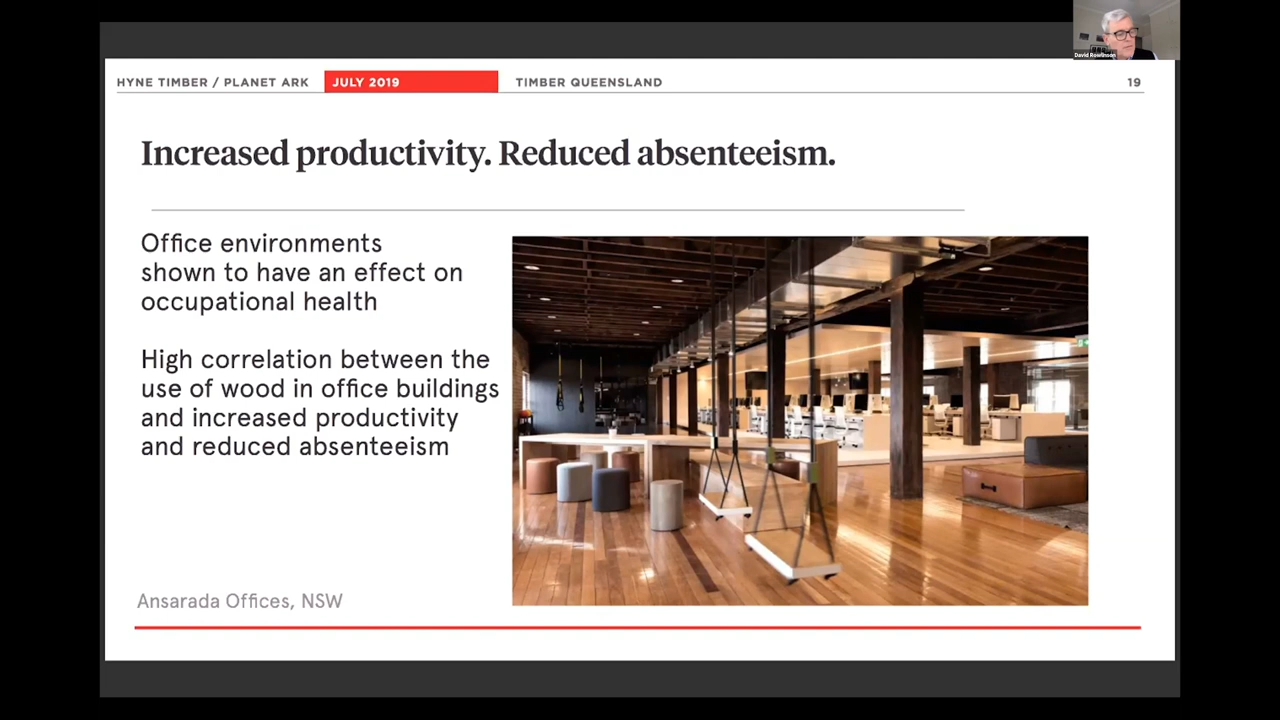 David Rowlinson
HYNE TIMBER / PLANET ARK
JULY 2019
TIMBER QUEENSLAND
19
Increased productivity. Reduced absenteeism.
Office environments
shown to have an effect on
occupational health
High correlation between the
use of wood in office buildings
and increased productivity
and reduced absenteeism
Ansarada Offices, NSW